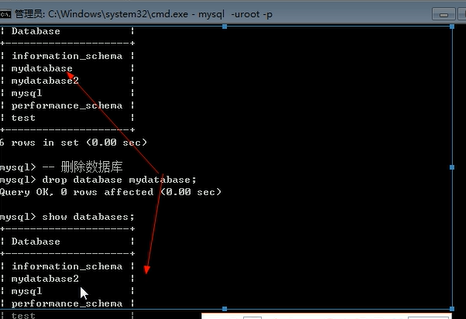 管理员: C:\Windows\system32\cmd.exe - mysql  -uroot -p
| Database           |
+--------------------+
| information_schema |
| mydatabase         |
| mydatabase2        |
| mysql              |
| performance_schema |
| test               |
+--------------------+
6 rows in set (0.00 sec)
mysql> -- 删除数据库
mysql> drop database mydatabase;
Query OK, 0 rows affected (0.00 sec)
mysql> show databases;
+--------------------+
| Database           |
+--------------------+
| information_schema |
| mydatabase2        |
| mysql              |
| performance_schema |
| test               |